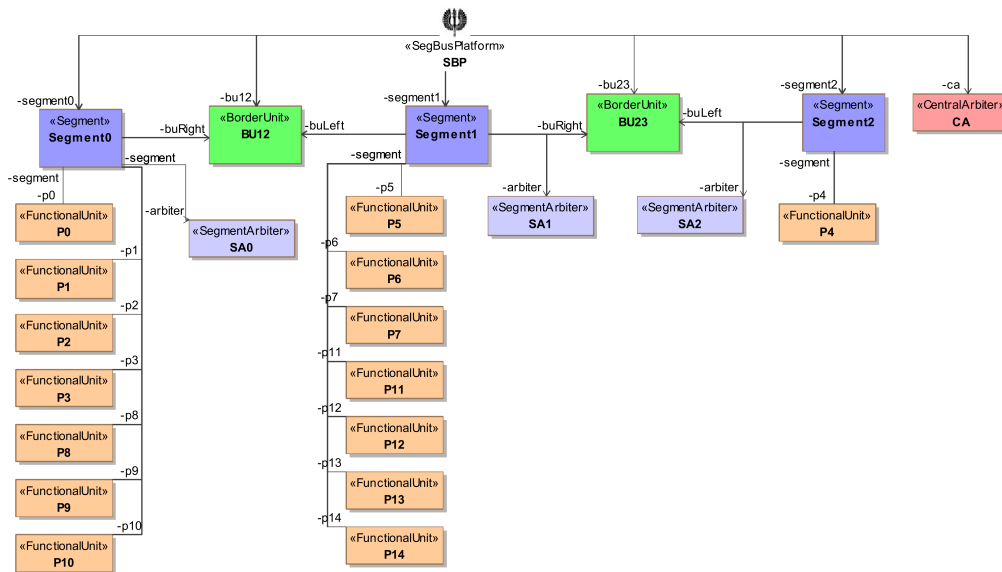 «SegBusPlatform»
SBP
-segment0
-bu12
-segment1
-bu23
-segment2
-ca
«Segment»
Segment0
-buRight
«BorderUnit»
BU12
-buLeft
«Segment»
Segment1
-buRight
«BorderUnit»
BU23
-buLeft
«Segment»
Segment2
«CentralArbiter»
CA
-segment
-segment
-segment
-segment
-p0
-arbiter
-p5
-arbiter
-arbiter
-p4
«FunctionalUnit»
P0
«SegmentArbiter»
SA0
«FunctionalUnit»
P5
«SegmentArbiter»
SA1
«SegmentArbiter»
SA2
«FunctionalUnit»
P4
-p1
«FunctionalUnit»
P1
-p2
«FunctionalUnit»
P2
-p3
«FunctionalUnit»
P3
-p8
«FunctionalUnit»
P8
-p9
«FunctionalUnit»
P9
-p10
«FunctionalUnit»
P10
-p6
«FunctionalUnit»
P6
-p7
«FunctionalUnit»
P7
-p11
«FunctionalUnit»
P11
-p12
«FunctionalUnit»
P12
-p13
«FunctionalUnit»
P13
-p14
«FunctionalUnit»
P14